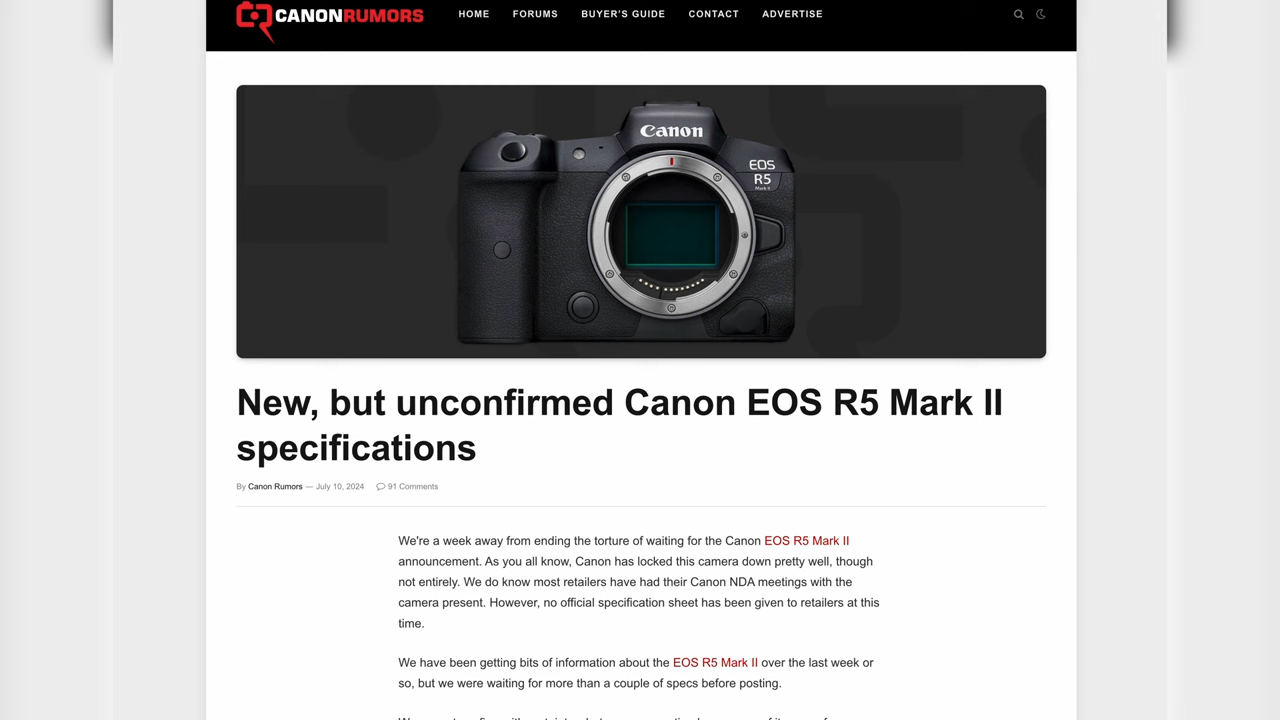 CANONRUMORS HOME FORUMS BUYER'S GUIDE CONTACT ADVERTISE
Canon
EOS
R5
Mark II
New, but unconfirmed Canon EOS R5 Mark II
specifications
By Canon Rumors — July 10, 2024 91 Comments
We're a week away from ending the torture of waiting for the Canon EOS R5 Mark II
announcement. As you all know, Canon has locked this camera down pretty well, though
not entirely. We do know most retailers have had their Canon NDA meetings with the
camera present. However, no official specification sheet has been given to retailers at this
time.
We have been getting bits of information about the EOS R5 Mark II over the last week or
so, but we were waiting for more than a couple of specs before posting.